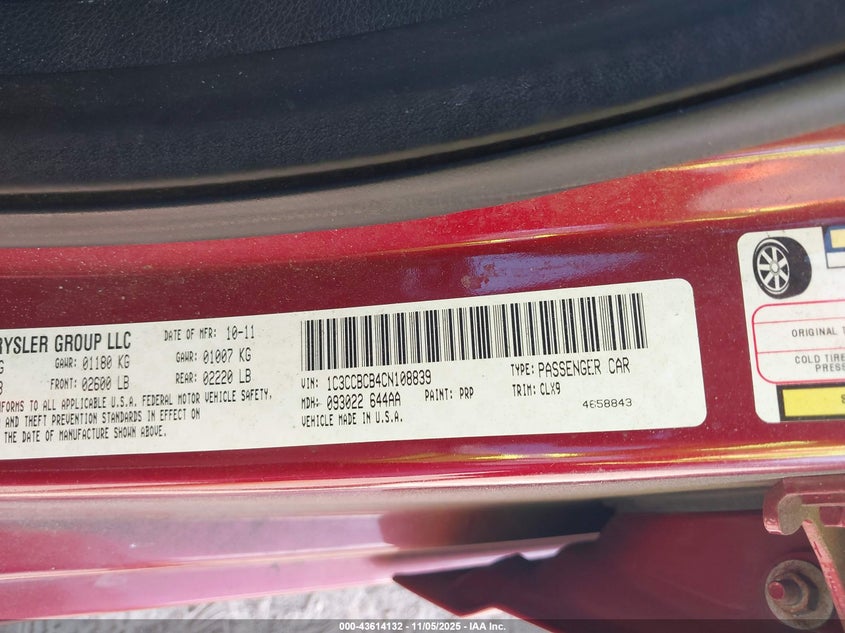 RYSLER GROUP LLC
DATE OF MFR: 10-11
GAWR: 01180 KG
GAWR: 01007 KG
FRONT: 02600 LB
REAR: 02220 LB
FORMS TO ALL APPLICABLE U.S.A. FEDERAL MOTOR VEHICLE SAFETY,
AND THEFT PREVENTION STANDARDS IN EFFECT ON
THE DATE OF MANUFACTURE SHOWN ABOVE.
VIN: 1C3CCBCB4CN108839
TYPE: PASSENGER CAR
MDH: 093022 644AA
PAINT: PRP
TRIM: CLX9
VEHICLE MADE IN U.S.A.
4658843
ORIGINAL T
COLD TIRE
PRESS
000-43614132 - 11/05/2025 - IAA Inc.